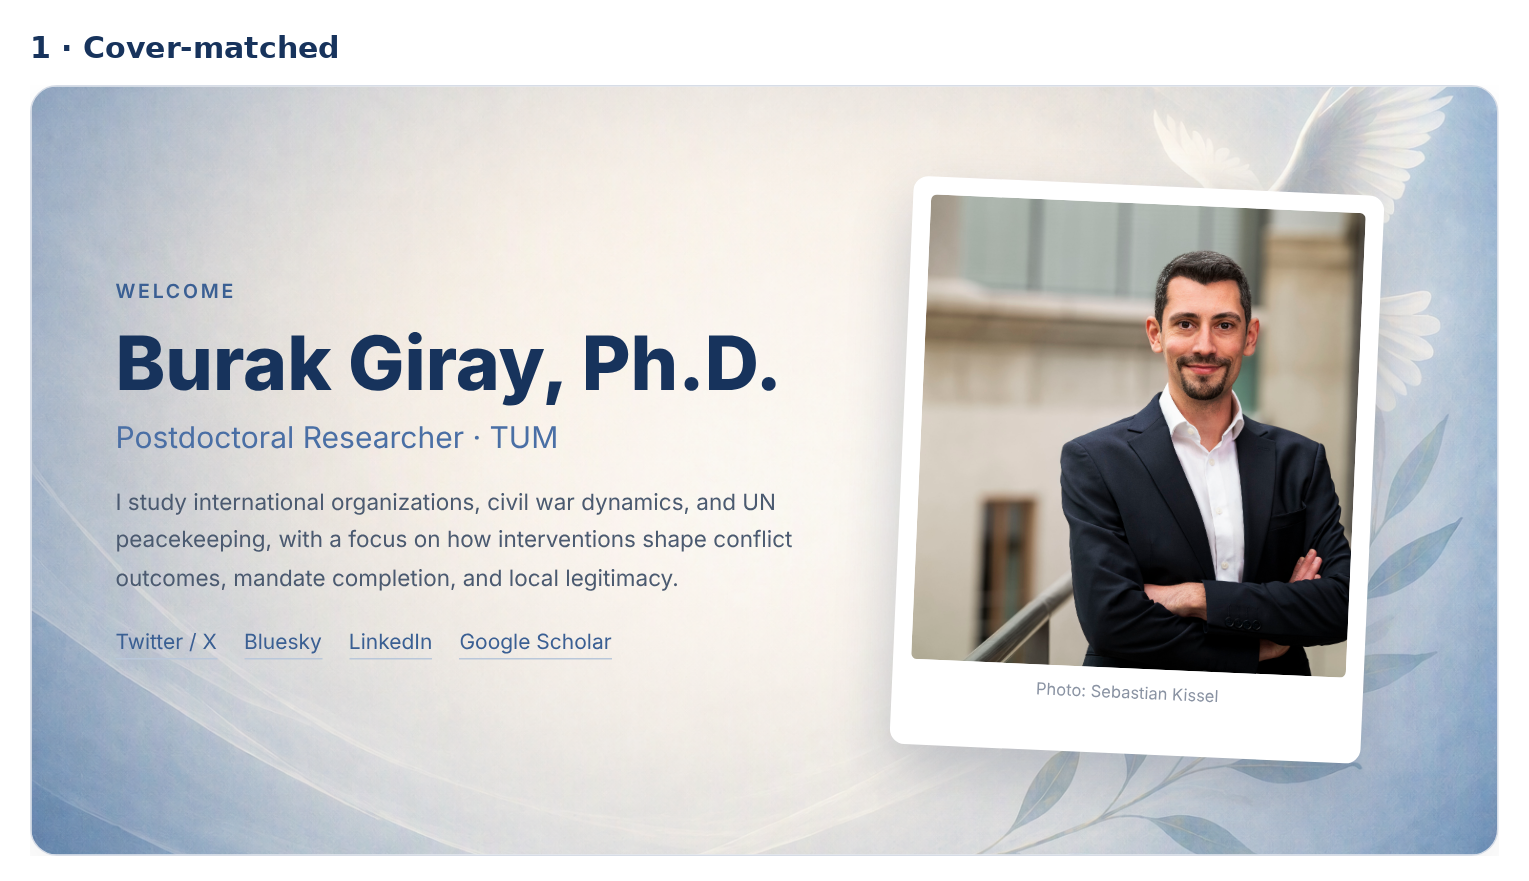 1 · Cover-matched
WELCOME
Burak Giray, Ph.D.
Postdoctoral Researcher · TUM
I study international organizations, civil war dynamics, and UN
peacekeeping, with a focus on how interventions shape conflict
outcomes, mandate completion, and local legitimacy.
Twitter / X Bluesky LinkedIn Google Scholar
Photo: Sebastian Kissel